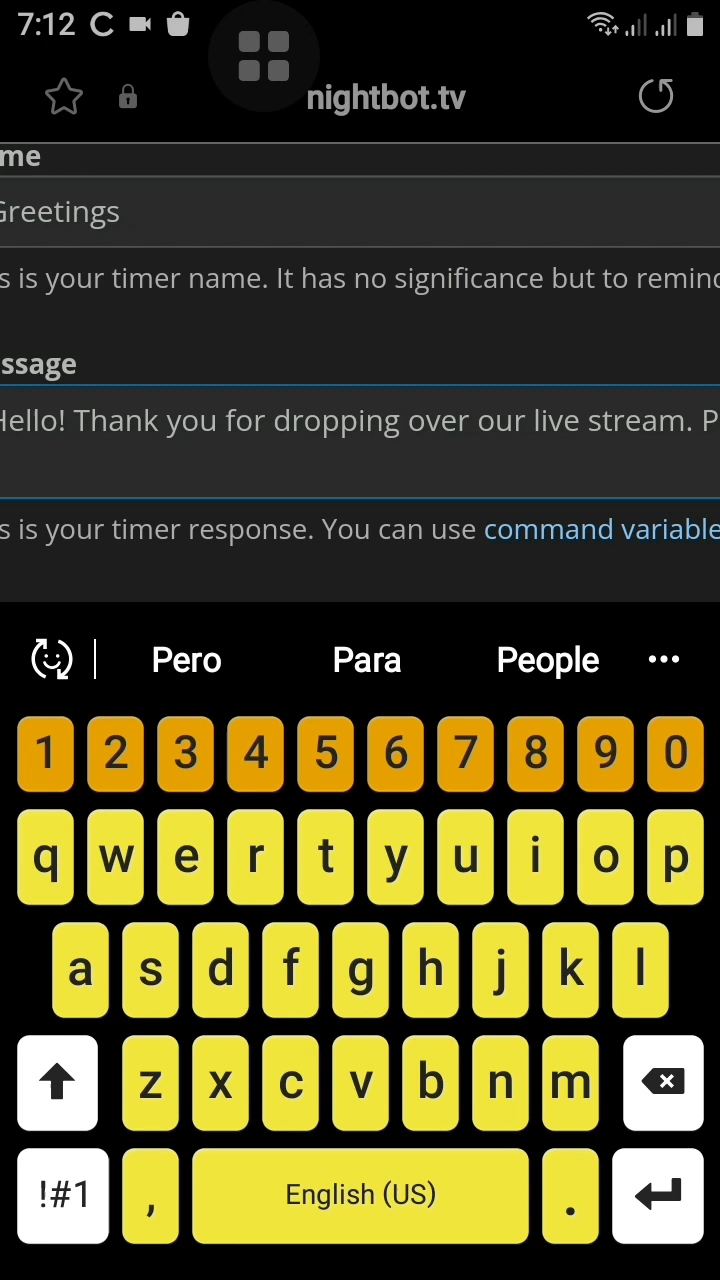 7:12
nightbot.tv
me
Greetings
s is your timer name. It has no significance but to remind
ssage
Hello! Thank you for dropping over our live stream. P
s is your timer response. You can use command variable
Pero Para People
1 2 3 4 5 6 7 8 9 0
q w e r t y u i o p
a s d f g h j k l
z x c v b n m
!#1 , English (US) .